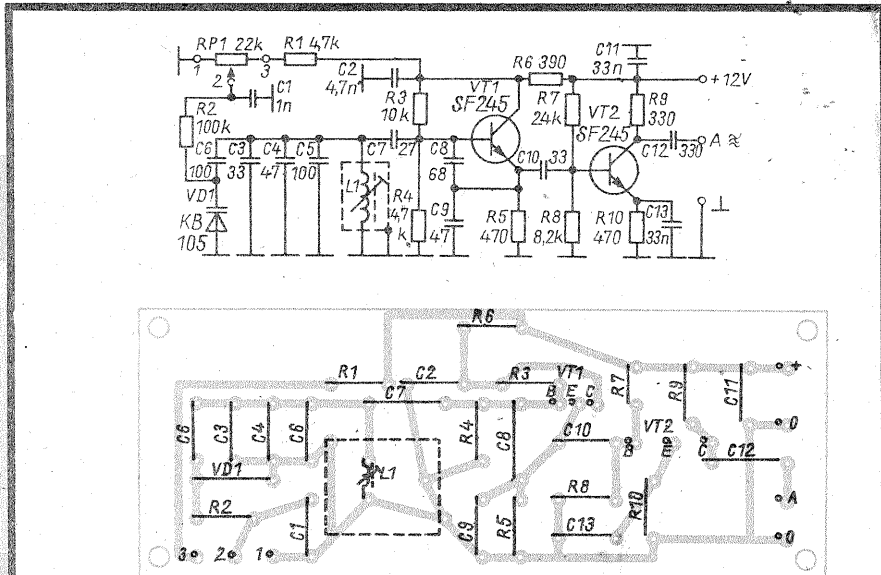 RP1 22k R1 4,7k
1 2 3
C1
1n
C2
4,7n
R3
10k
VT1
SF245
R6 390
C11
33n
+12V
R7
24k
VT2
SF245
R9
330
C12
330
A ≂
R2
100k
C6
100
C3
33
C4
47
C5
100
C7
27
C8
68
C10 33
VD1
KB
105
L1
R4
4,7
k
C9
47
R5
470
R8
8,2k
R10
470
C13
33n
⊥
R6
R1 C2 R3 VT1
C7 B E C R7 R9 C11 +
C6 C3 C4 C6 R4 C8 C10 VT2 0
B E C C12
VD1 L1
R2 C1 C9 R5 R8 R10 A
C13 0
3 2 1